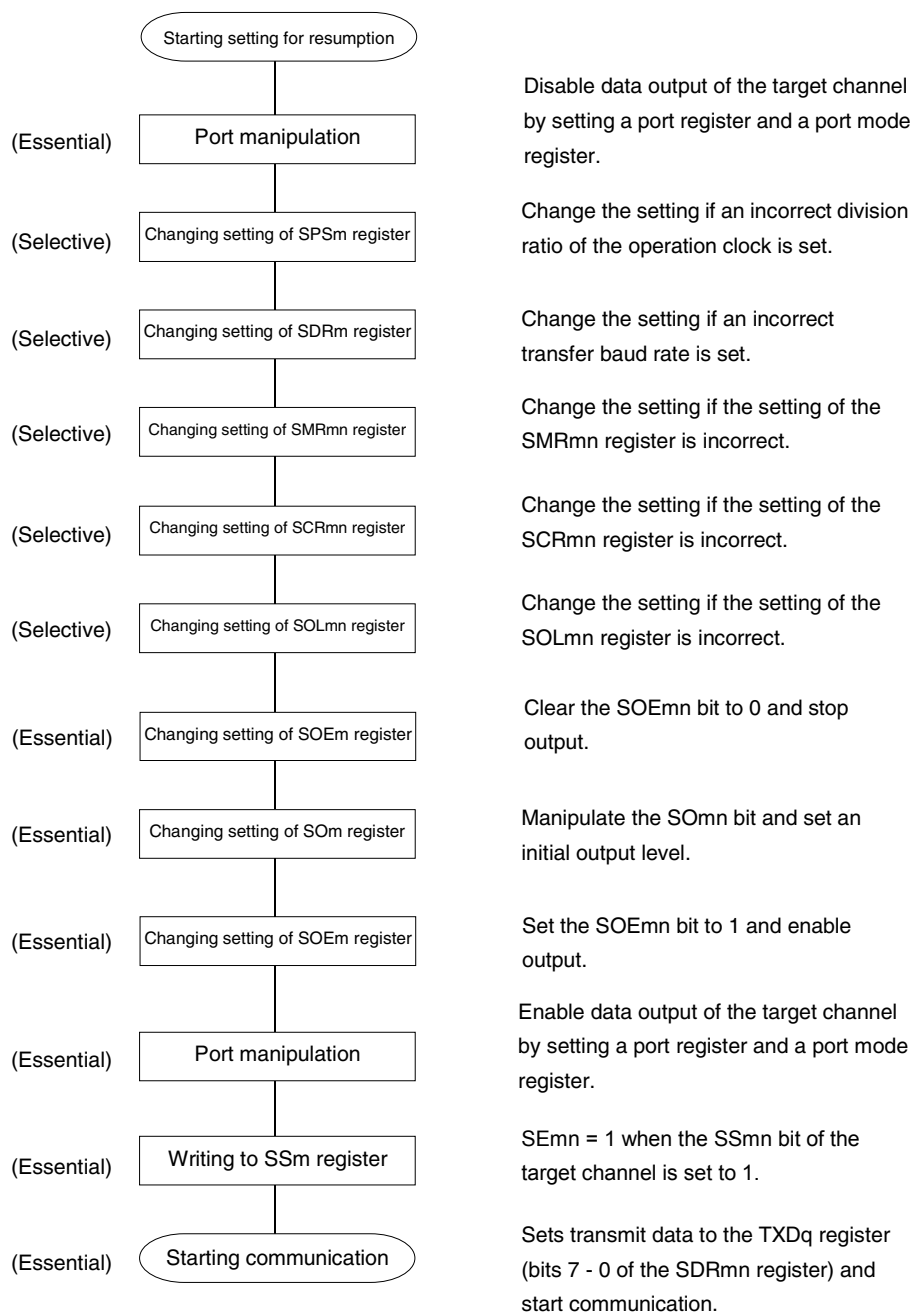 Starting setting for resumption
(Essential)
Port manipulation
Disable data output of the target channel
by setting a port register and a port mode
register.
(Selective)
Changing setting of SPSm register
Change the setting if an incorrect division
ratio of the operation clock is set.
(Selective)
Changing setting of SDRm register
Change the setting if an incorrect
transfer baud rate is set.
(Selective)
Changing setting of SMRmn register
Change the setting if the setting of the
SMRmn register is incorrect.
(Selective)
Changing setting of SCRmn register
Change the setting if the setting of the
SCRmn register is incorrect.
(Selective)
Changing setting of SOLmn register
Change the setting if the setting of the
SOLmn register is incorrect.
(Essential)
Changing setting of SOEm register
Clear the SOEmn bit to 0 and stop
output.
(Essential)
Changing setting of SOm register
Manipulate the SOmn bit and set an
initial output level.
(Essential)
Changing setting of SOEm register
Set the SOEmn bit to 1 and enable
output.
(Essential)
Port manipulation
Enable data output of the target channel
by setting a port register and a port mode
register.
(Essential)
Writing to SSm register
SEmn = 1 when the SSmn bit of the
target channel is set to 1.
(Essential)
Starting communication
Sets transmit data to the TXDq register
(bits 7 - 0 of the SDRmn register) and
start communication.